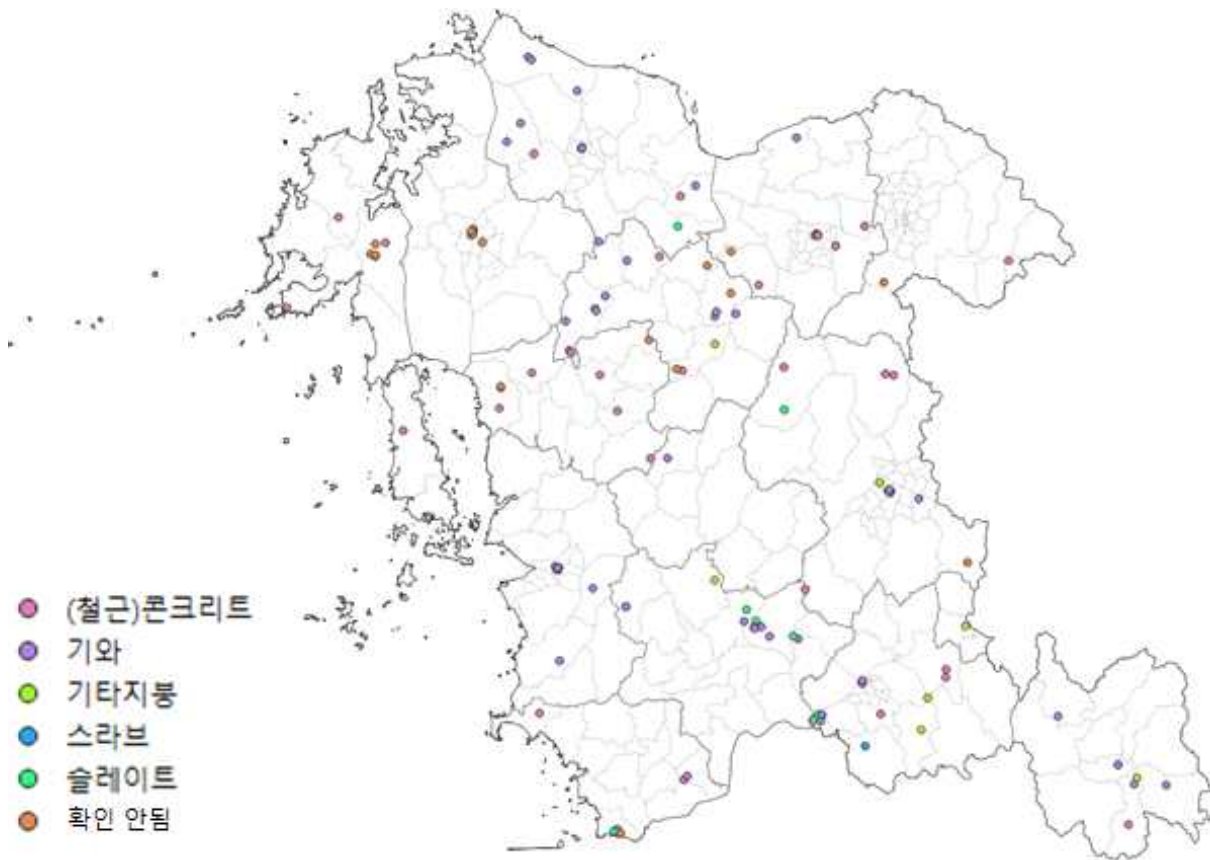 (철근)콘크리트
기와
기타지붕
스라브
슬레이트
확인 안됨